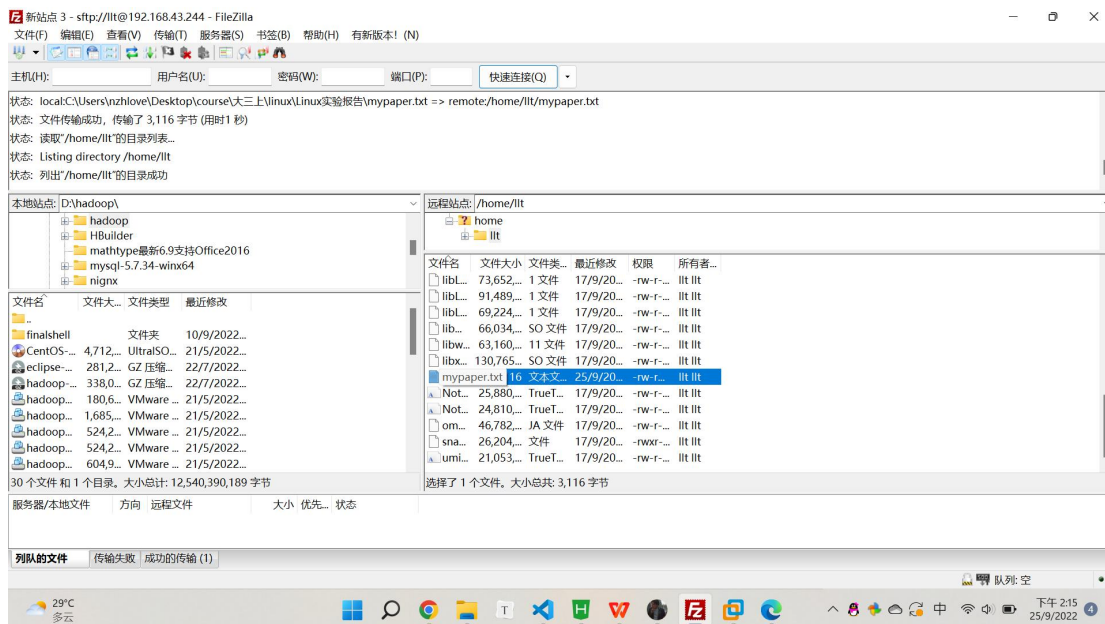 新站点 3 - sftp://llt@192.168.43.244 - FileZilla
文件(F) 编辑(E) 查看(V) 传输(T) 服务器(S) 书签(B) 帮助(H) 有新版本! (N)
主机(H): 用户名(U): 密码(W): 端口(P): 快速连接(Q)
状态: local:C:\Users\nzhlove\Desktop\course\大三上\linux\Linux实验报告\mypaper.txt => remote:/home/llt/mypaper.txt
状态: 文件传输成功，传输了 3,116 字节 (用时1 秒)
状态: 读取"/home/llt"的目录列表...
状态: Listing directory /home/llt
状态: 列出"/home/llt"的目录成功
本地站点: D:\hadoop\
hadoop
HBuilder
mathtype最新6.9支持Office2016
mysql-5.7.34-winx64
nignx
文件名 文件大... 文件类型 最近修改
..
finalshell 文件夹 10/9/2022...
CentOS-... 4,712,... UltraISO... 21/5/2022...
eclipse-... 281,2... GZ 压缩... 22/7/2022...
hadoop-... 338,0... GZ 压缩... 22/7/2022...
hadoop... 180,6... VMware ... 21/5/2022...
hadoop... 1,685,... VMware ... 21/5/2022...
hadoop... 524,2... VMware ... 21/5/2022...
hadoop... 524,2... VMware ... 21/5/2022...
hadoop... 604,9... VMware ... 21/5/2022...
30 个文件 和 1 个目录。大小总计: 12,540,390,189 字节
远程站点: /home/llt
home
llt
文件名 文件大小 文件类... 最近修改 权限 所有者...
libL... 73,652,... 1 文件 17/9/20... -rw-r-... llt llt
libL... 91,489,... 1 文件 17/9/20... -rw-r-... llt llt
libL... 69,224,... 1 文件 17/9/20... -rw-r-... llt llt
lib... 66,034,... SO 文件 17/9/20... -rw-r-... llt llt
libw... 63,160,... 11 文件 17/9/20... -rw-r-... llt llt
libx... 130,765... SO 文件 17/9/20... -rw-r-... llt llt
mypaper.txt 16 文本文... 25/9/20... -rw-r... llt llt
Not... 25,880,... TrueT... 17/9/20... -rw-r-... llt llt
Not... 24,810,... TrueT... 17/9/20... -rw-r-... llt llt
om... 46,782,... JA 文件 17/9/20... -rw-r-... llt llt
sna... 26,204,... 文件 17/9/20... -rwxr-... llt llt
umi... 21,053,... TrueT... 17/9/20... -rw-r-... llt llt
选择了 1 个文件。大小总共: 3,116 字节
服务器/本地文件 方向 远程文件 大小 优先... 状态
列队的文件 传输失败 成功的传输 (1)
队列: 空
29°C
多云
中
下午 2:15
25/9/2022
4